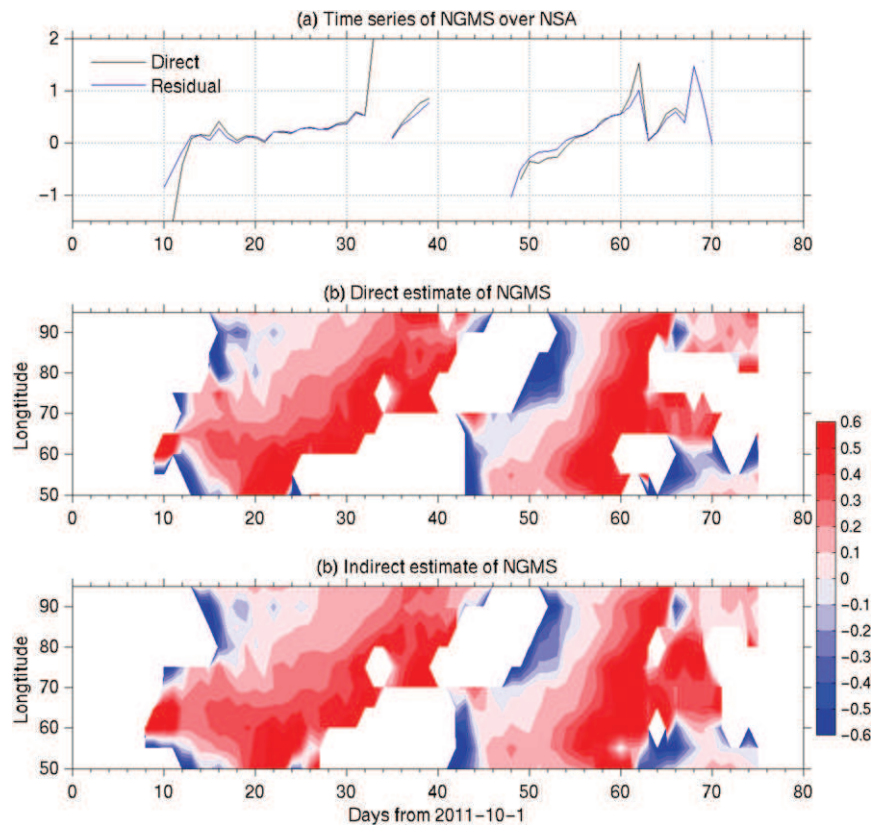 (a) Time series of NGMS over NSA
2
1
0
−1
Direct
Residual
0 10 20 30 40 50 60 70 80
(b) Direct estimate of NGMS
Longtitude
90
80
70
60
50
0 10 20 30 40 50 60 70 80
(b) Indirect estimate of NGMS
Longtitude
90
80
70
60
50
0 10 20 30 40 50 60 70 80
Days from 2011−10−1
0.6
0.5
0.4
0.3
0.2
0.1
0
−0.1
−0.2
−0.3
−0.4
−0.5
−0.6